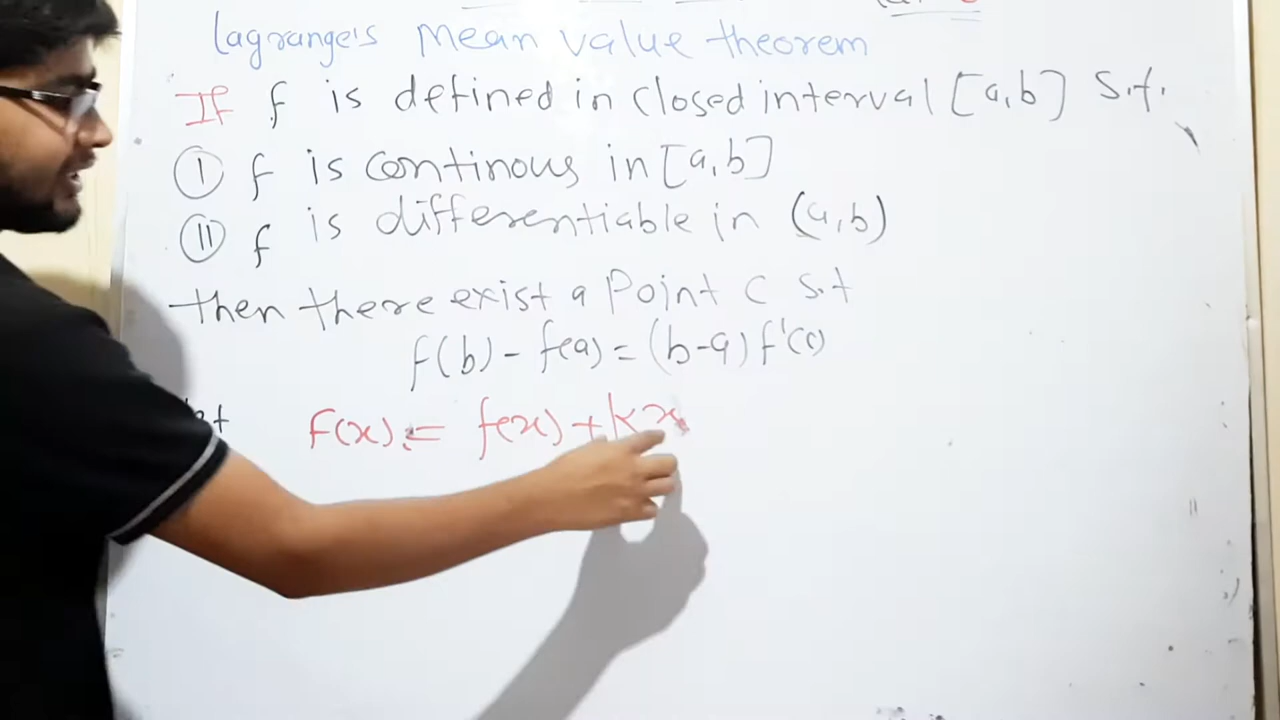 Lagrange's Mean value theorem
If f is defined in closed interval [a,b] s.t.
I f is continous in [a,b]
II f is differentiable in (a,b)
then there exist a Point C s.t
f(b) - f(a) = (b-a) f'(c)
F(x) = f(x) + kx